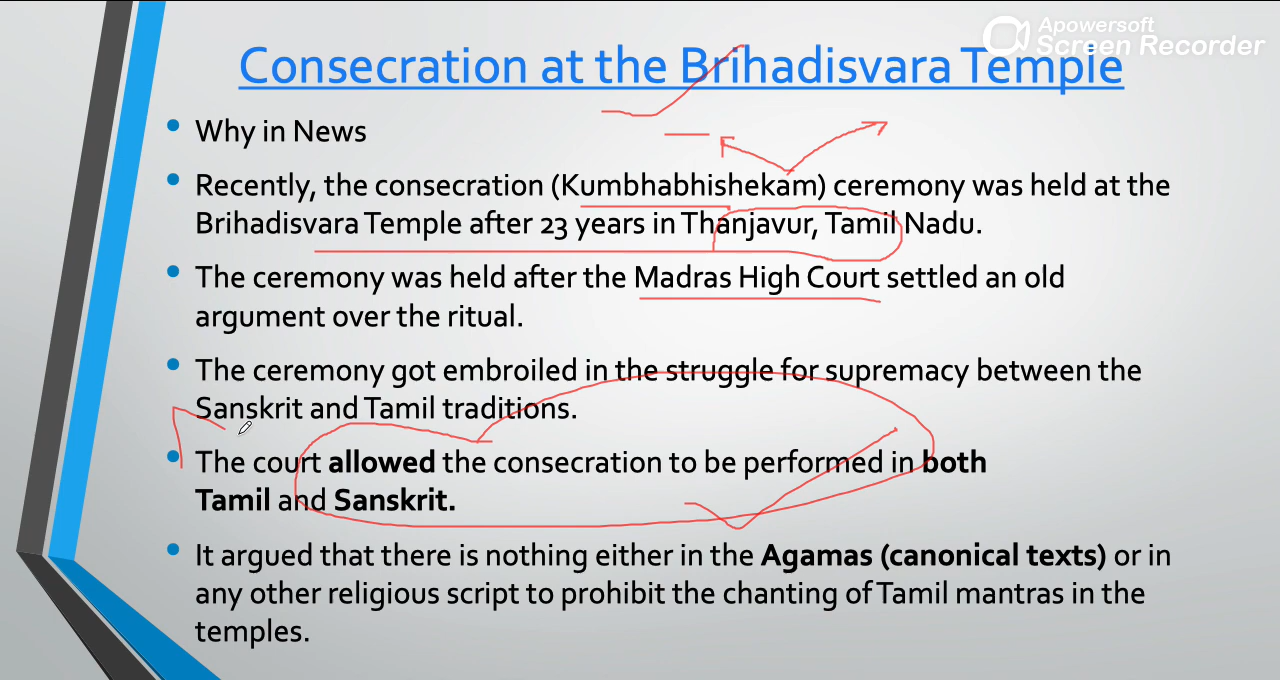 Apowersoft
Screen Recorder
Consecration at the Brihadisvara Temple
• Why in News
• Recently, the consecration (Kumbhabhishekam) ceremony was held at the
Brihadisvara Temple after 23 years in Thanjavur, Tamil Nadu.
• The ceremony was held after the Madras High Court settled an old
argument over the ritual.
• The ceremony got embroiled in the struggle for supremacy between the
Sanskrit and Tamil traditions.
• The court allowed the consecration to be performed in both
Tamil and Sanskrit.
• It argued that there is nothing either in the Agamas (canonical texts) or in
any other religious script to prohibit the chanting of Tamil mantras in the
temples.